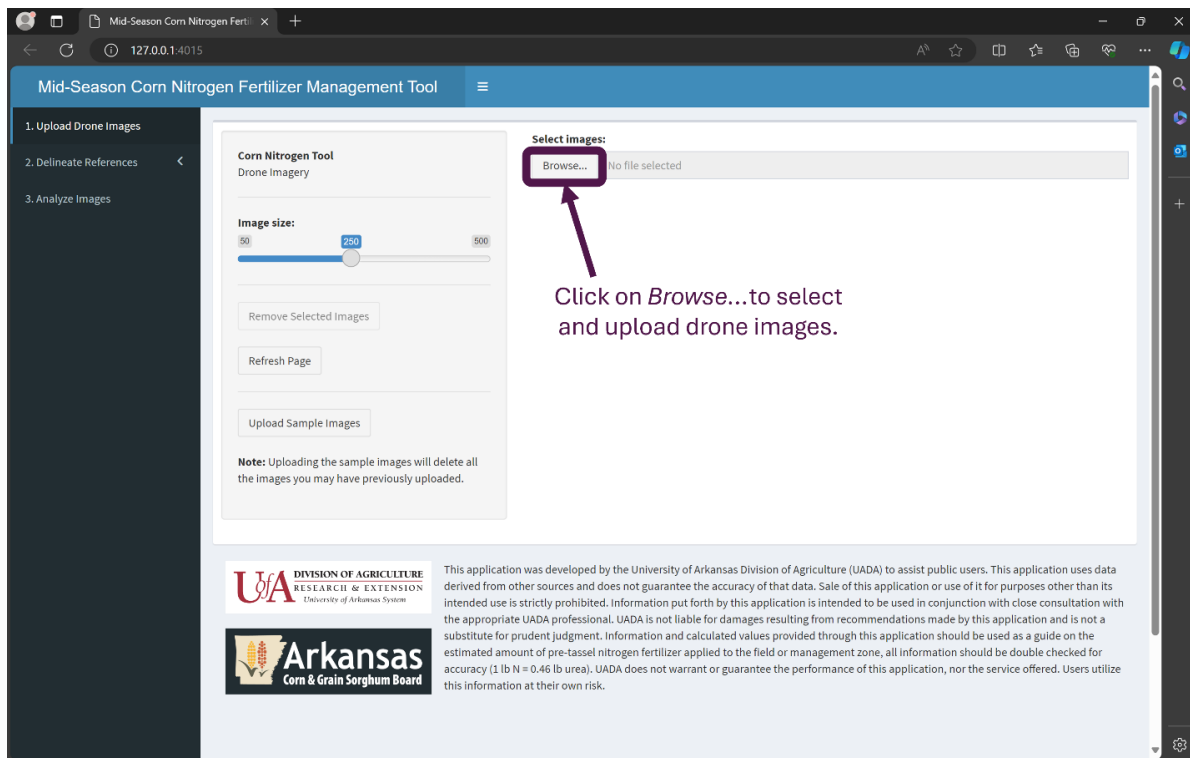 Mid-Season Corn Nitrogen Ferti
127.0.0.1:4015
Mid-Season Corn Nitrogen Fertilizer Management Tool
1. Upload Drone Images
2. Delineate References
3. Analyze Images
Corn Nitrogen Tool
Drone Imagery
Image size:
50 250 500
Remove Selected Images
Refresh Page
Upload Sample Images
Note: Uploading the sample images will delete all
the images you may have previously uploaded.
Select images:
Browse... No file selected
Click on Browse...to select
and upload drone images.
UofA DIVISION OF AGRICULTURE
RESEARCH & EXTENSION
University of Arkansas System
Arkansas
Corn & Grain Sorghum Board
This application was developed by the University of Arkansas Division of Agriculture (UADA) to assist public users. This application uses data
derived from other sources and does not guarantee the accuracy of that data. Sale of this application or use of it for purposes other than its
intended use is strictly prohibited. Information put forth by this application is intended to be used in conjunction with close consultation with
the appropriate UADA professional. UADA is not liable for damages resulting from recommendations made by this application and is not a
substitute for prudent judgment. Information and calculated values provided through this application should be used as a guide on the
estimated amount of pre-tassel nitrogen fertilizer applied to the field or management zone, all information should be double checked for
accuracy (1 lb N = 0.46 lb urea). UADA does not warrant or guarantee the performance of this application, nor the service offered. Users utilize
this information at their own risk.